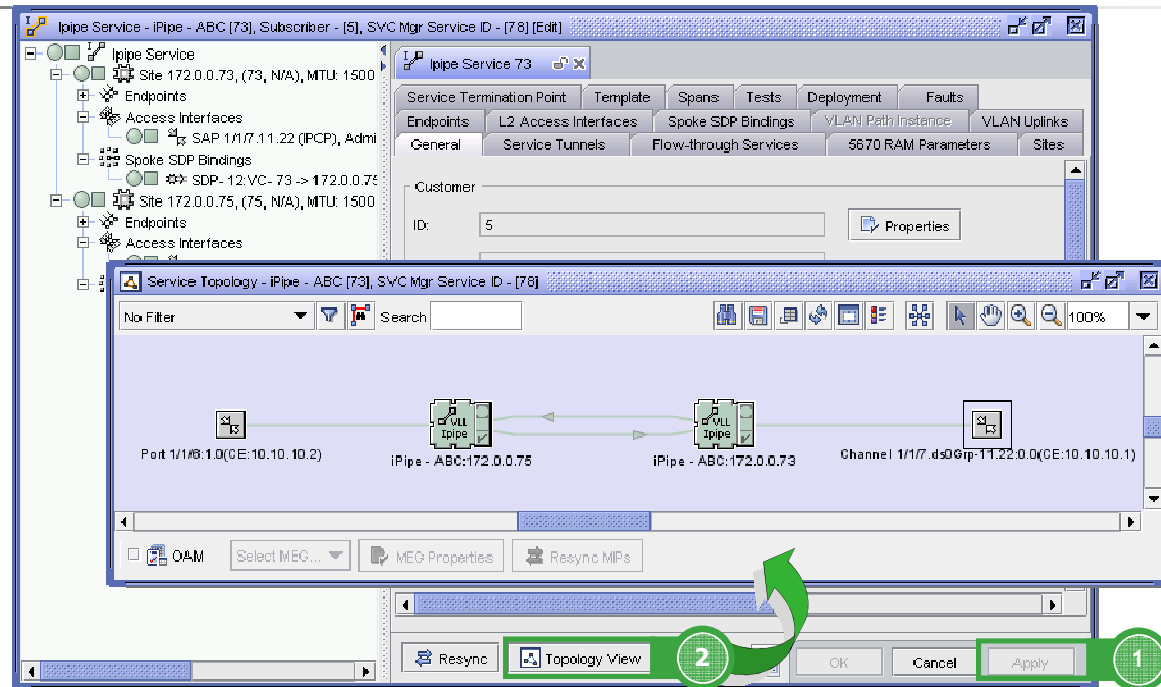 Ipipe Service - iPipe - ABC [73], Subscriber - [5], SVC Mgr Service ID - [78] [Edit]
Ipipe Service
Site 172.0.0.73, (73, N/A), MTU: 1500
Endpoints
Access Interfaces
SAP 1/1/7.11.22 (IPCP), Admi
Spoke SDP Bindings
SDP- 12:VC- 73 -> 172.0.0.75
Site 172.0.0.75, (75, N/A), MTU: 1500
Endpoints
Access Interfaces
Ipipe Service 73
Service Termination Point Template Spans Tests Deployment Faults
Endpoints L2 Access Interfaces Spoke SDP Bindings VLAN Path Instance VLAN Uplinks
General Service Tunnels Flow-through Services 5670 RAM Parameters Sites
Customer
ID: 5 Properties
Service Topology - iPipe - ABC [73], SVC Mgr Service ID - [78]
No Filter Search 100%
VLL Ipipe VLL Ipipe
Port 1/1/8:1.0(CE:10.10.10.2) iPipe - ABC:172.0.0.75 iPipe - ABC:172.0.0.73 Channel 1/1/7.ds0Grp-11.22:0.0(CE:10.10.10.1)
OAM Select MEG... MEG Properties Resync MIPs
Resync Topology View 2 OK Cancel Apply 1